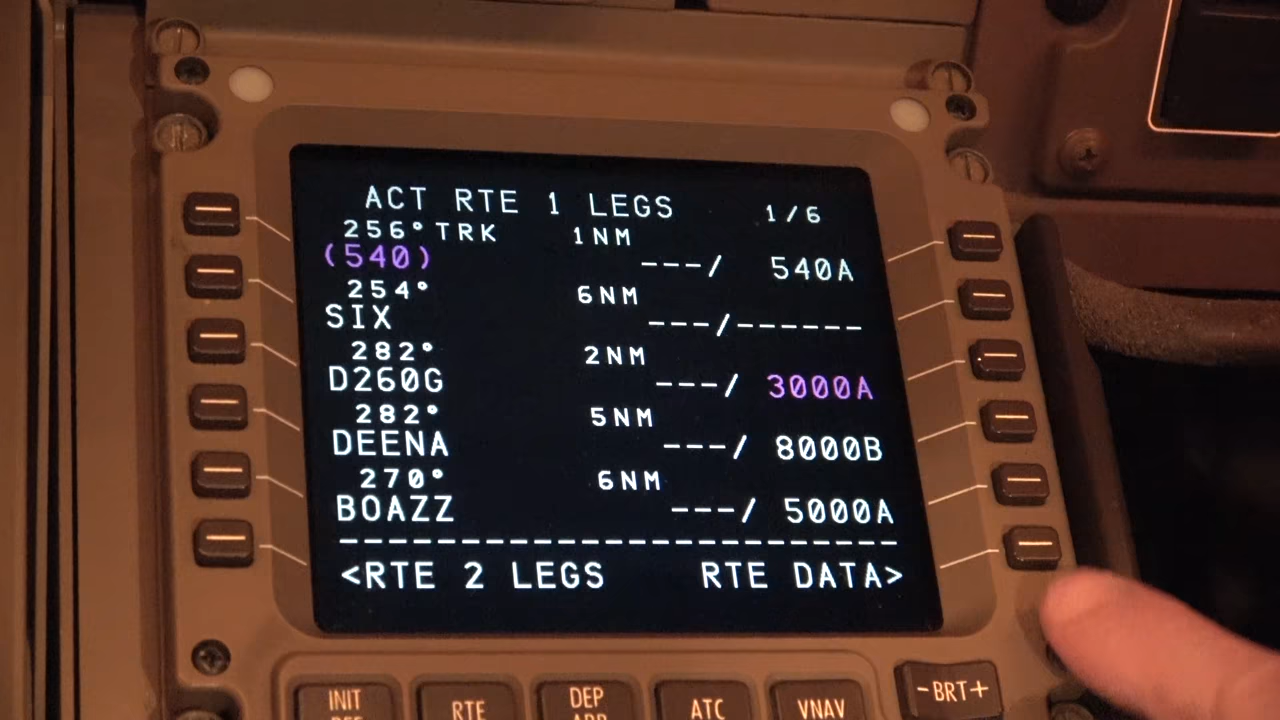 ACT RTE 1 LEGS 1/6
256°TRK 1NM
(540) ---/ 540A
254° 6NM
SIX ---/------
282° 2NM
D260G ---/ 3000A
282° 5NM
DEENA ---/ 8000B
270° 6NM
BOAZZ ---/ 5000A
--------------------------
<RTE 2 LEGS RTE DATA>
INIT RTE DEP ATC VNAV -BRT+